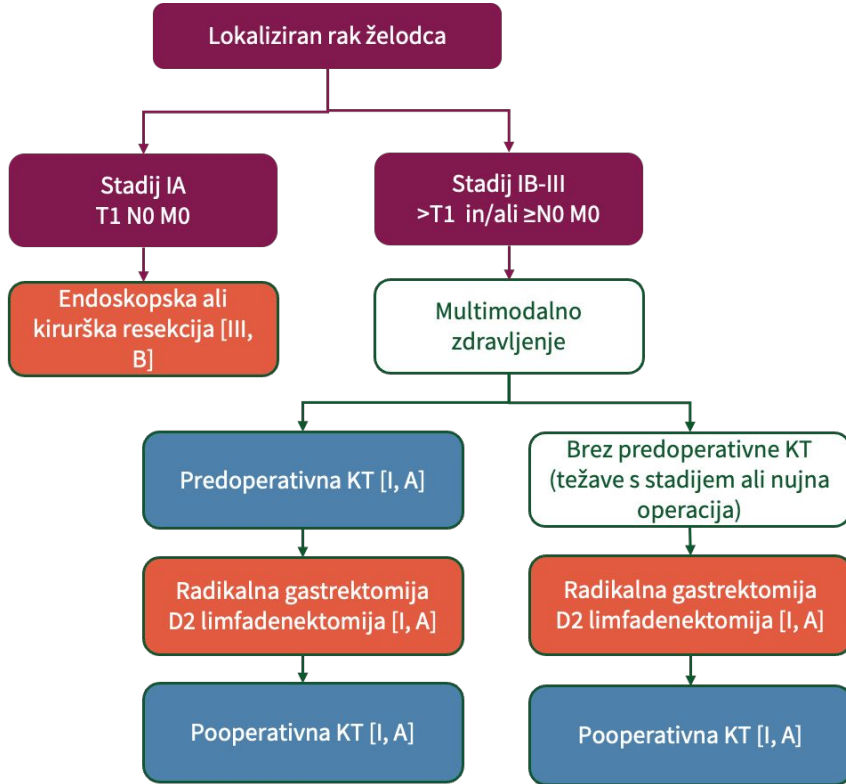 Lokaliziran rak želodca
Stadij IA
T1 N0 M0
Stadij IB-III
>T1 in/ali ≥N0 M0
Endoskopska ali
kirurška resekcija [III,
B]
Multimodalno
zdravljenje
Predoperativna KT [I, A]
Brez predoperativne KT
(težave s stadijem ali nujna
operacija)
Radikalna gastrektomija
D2 limfadenektomija [I, A]
Radikalna gastrektomija
D2 limfadenektomija [I, A]
Pooperativna KT [I, A]
Pooperativna KT [I, A]